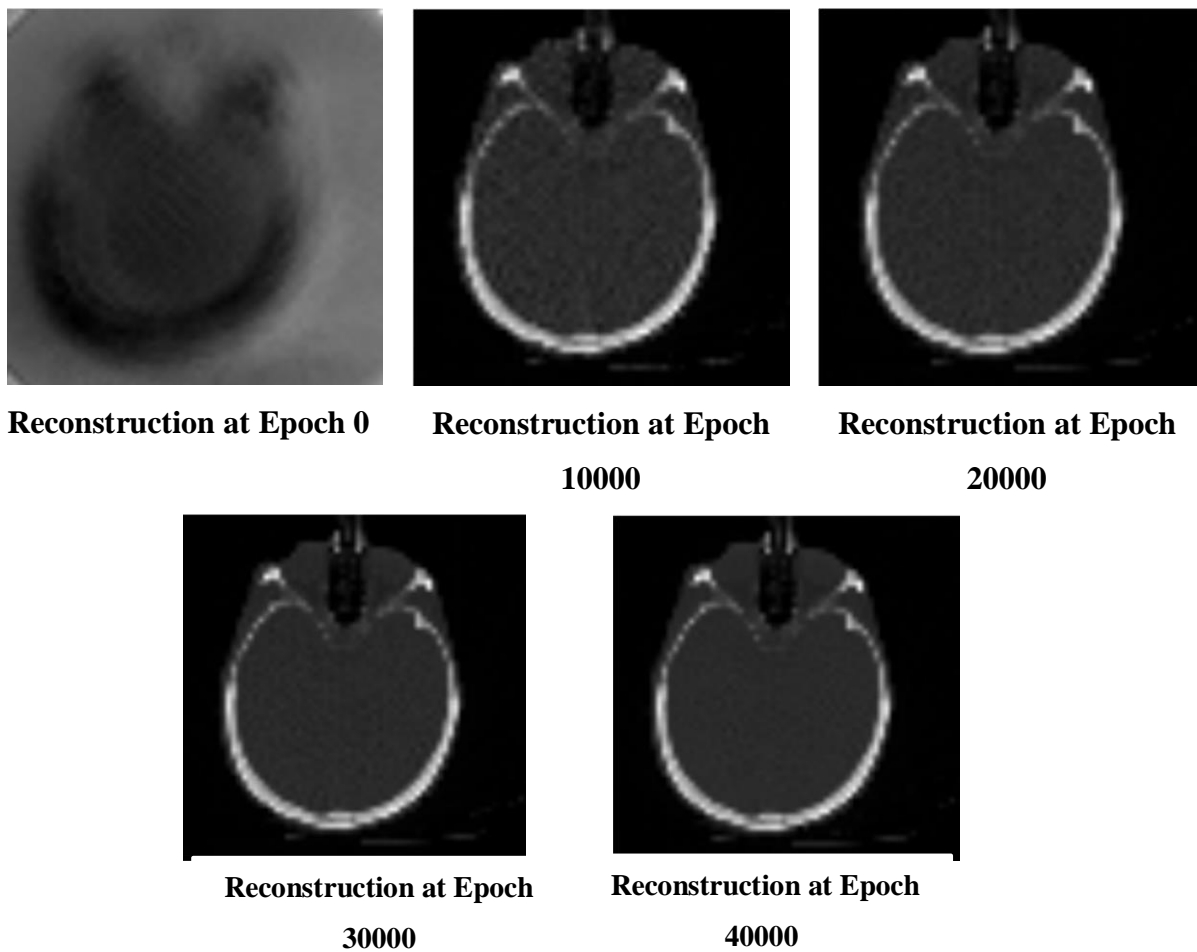 Reconstruction at Epoch 0
Reconstruction at Epoch
10000
Reconstruction at Epoch
20000
Reconstruction at Epoch
30000
Reconstruction at Epoch
40000